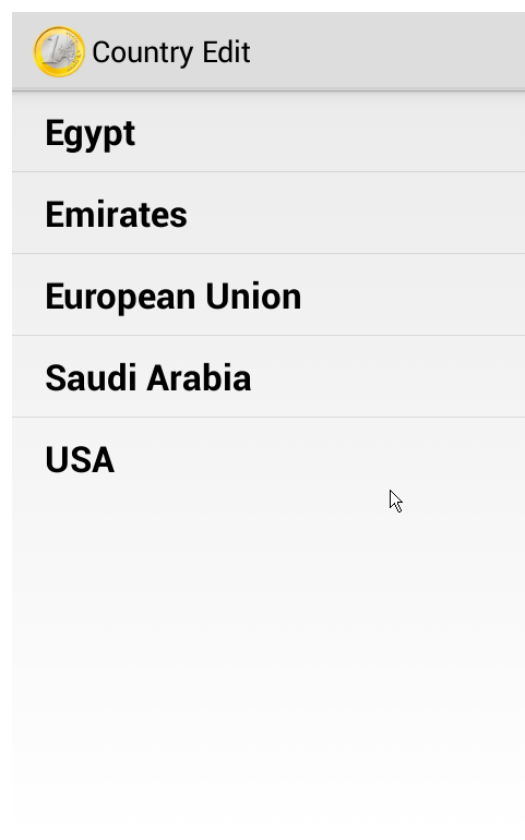 Country Edit
Egypt
Emirates
European Union
Saudi Arabia
USA